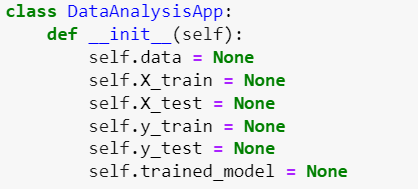 class DataAnalysisApp:
    def __init__(self):
        self.data = None
        self.X_train = None
        self.X_test = None
        self.y_train = None
        self.y_test = None
        self.trained_model = None